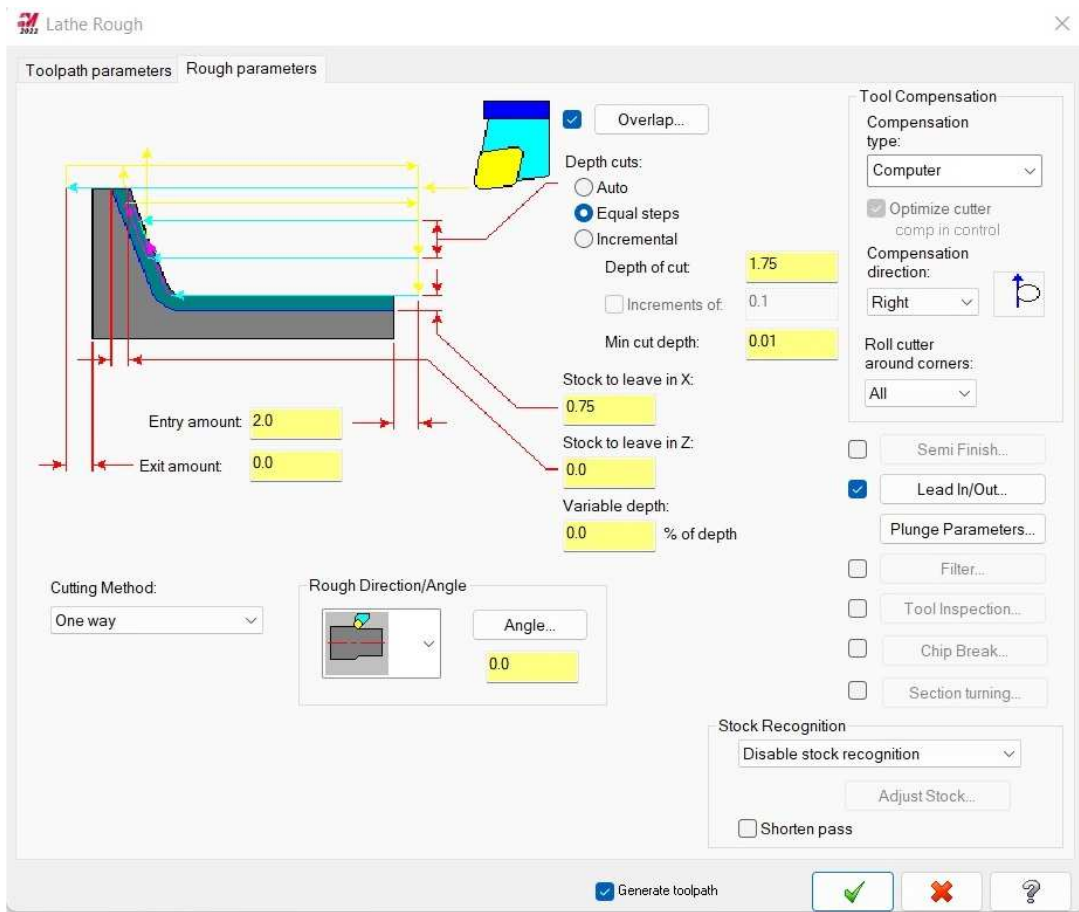 2022 Lathe Rough
Toolpath parameters Rough parameters
Overlap...
Depth cuts:
Auto
Equal steps
Incremental
Depth of cut: 1.75
Increments of: 0.1
Min cut depth: 0.01
Stock to leave in X:
0.75
Stock to leave in Z:
0.0
Variable depth:
0.0 % of depth
Entry amount: 2.0
Exit amount: 0.0
Cutting Method:
One way
Rough Direction/Angle
Angle...
0.0
Tool Compensation
Compensation
type:
Computer
Optimize cutter
comp in control
Compensation
direction:
Right
Roll cutter
around corners:
All
Semi Finish...
Lead In/Out...
Plunge Parameters...
Filter...
Tool Inspection...
Chip Break...
Section turning...
Stock Recognition
Disable stock recognition
Adjust Stock...
Shorten pass
Generate toolpath
?